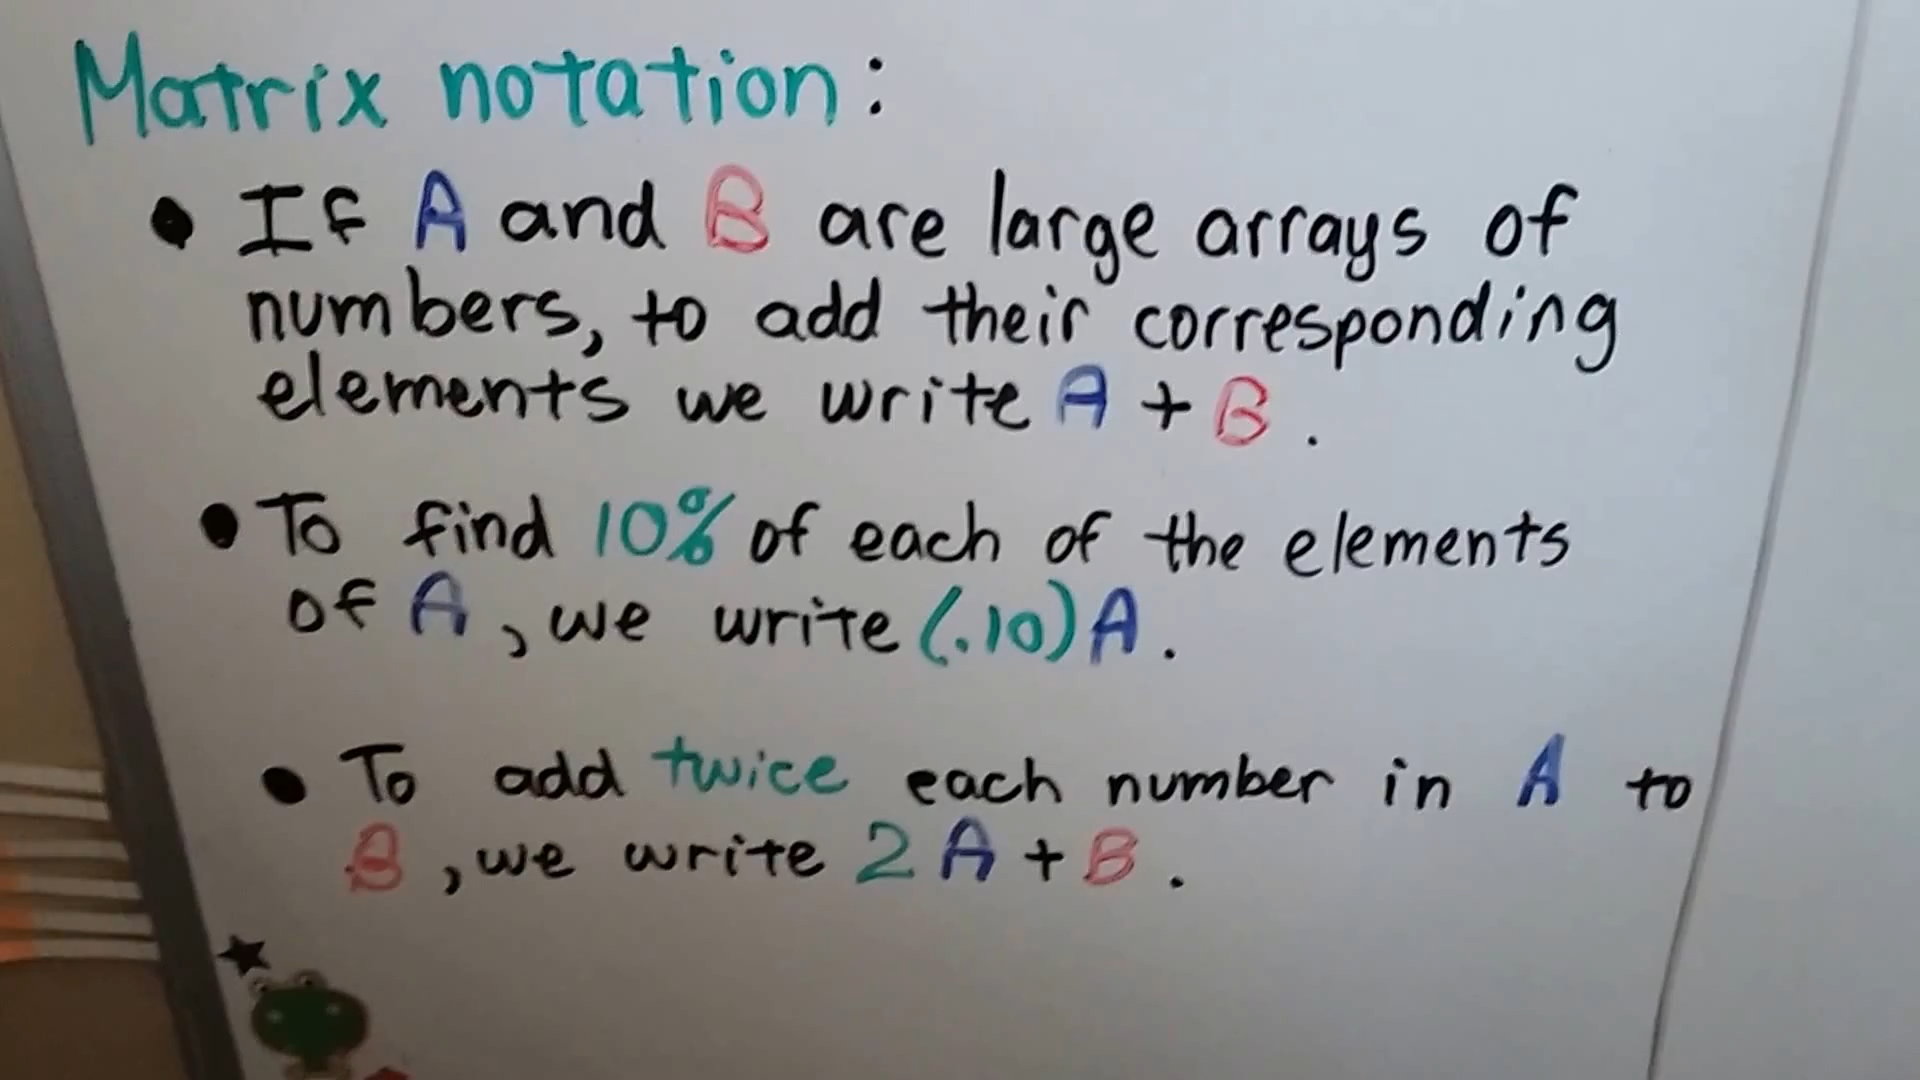 Matrix notation:
• If A and B are large arrays of
numbers, to add their corresponding
elements we write A + B.
• To find 10% of each of the elements
of A, we write (.10)A.
• To add twice each number in A to
B, we write 2A + B.